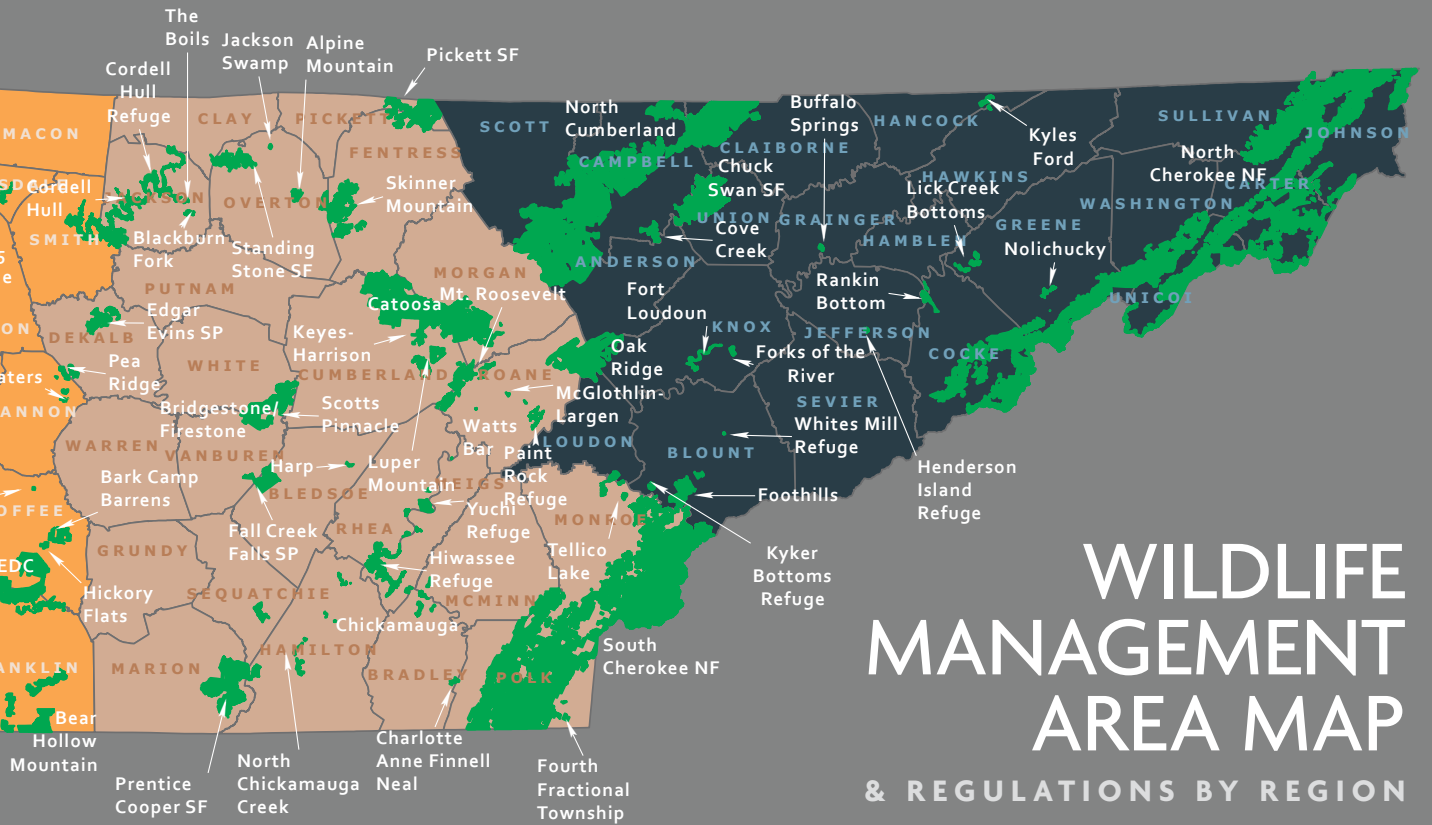 The
Boils
Jackson
Swamp
Alpine
Mountain
Pickett SF
Cordell
Hull
Refuge
North
Cumberland
Buffalo
Springs
MACON
CLAY
PICKETT
SCOTT
HANCOCK
SULLIVAN
JOHNSON
Kyles
Ford
FENTRESS
CAMPBELL
CLAIBORNE
Chuck
Swan SF
North
Cherokee NF
CARTER
HAWKINS
Lick Creek
Bottoms
Cordell
Hull
OVERTON
Skinner
Mountain
UNION
GRAINGER
WASHINGTON
SMITH
Blackburn
Fork
Standing
Stone SF
Cove
Creek
HAMBLEN
GREENE
Nolichucky
ANDERSON
MORGAN
PUTNAM
Catoosa
Mt. Roosevelt
Fort
Loudoun
Rankin
Bottom
UNICOI
Edgar
Evins SP
DEKALB
Keyes-
Harrison
KNOX
JEFFERSON
COCKE
Oak
Ridge
Forks of the
River
Pea
Ridge
WHITE
CUMBERLAND
ROANE
McGlothlin-
Largen
SEVIER
Bridgestone/
Firestone
Scotts
Pinnacle
Whites Mill
Refuge
Watts
Bar
Paint
Rock
Refuge
LOUDON
BLOUNT
WARREN
VANBUREN
Harp
Luper
Mountain
MEIGS
Henderson
Island
Refuge
Bark Camp
Barrens
BLEDSOE
Foothills
Yuchi
Refuge
MONROE
RHEA
Fall Creek
Falls SP
GRUNDY
Hiwassee
Refuge
Tellico
Lake
Kyker
Bottoms
Refuge
EDC
Hickory
Flats
SEQUATCHIE
MCMINN
Chickamauga
HAMILTON
South
Cherokee NF
MARION
BRADLEY
POLK
Bear
Hollow
Mountain
Prentice
Cooper SF
North
Chickamauga
Creek
Charlotte
Anne Finnell
Neal
Fourth
Fractional
Township
WILDLIFE
MANAGEMENT
AREA MAP
& REGULATIONS BY REGION